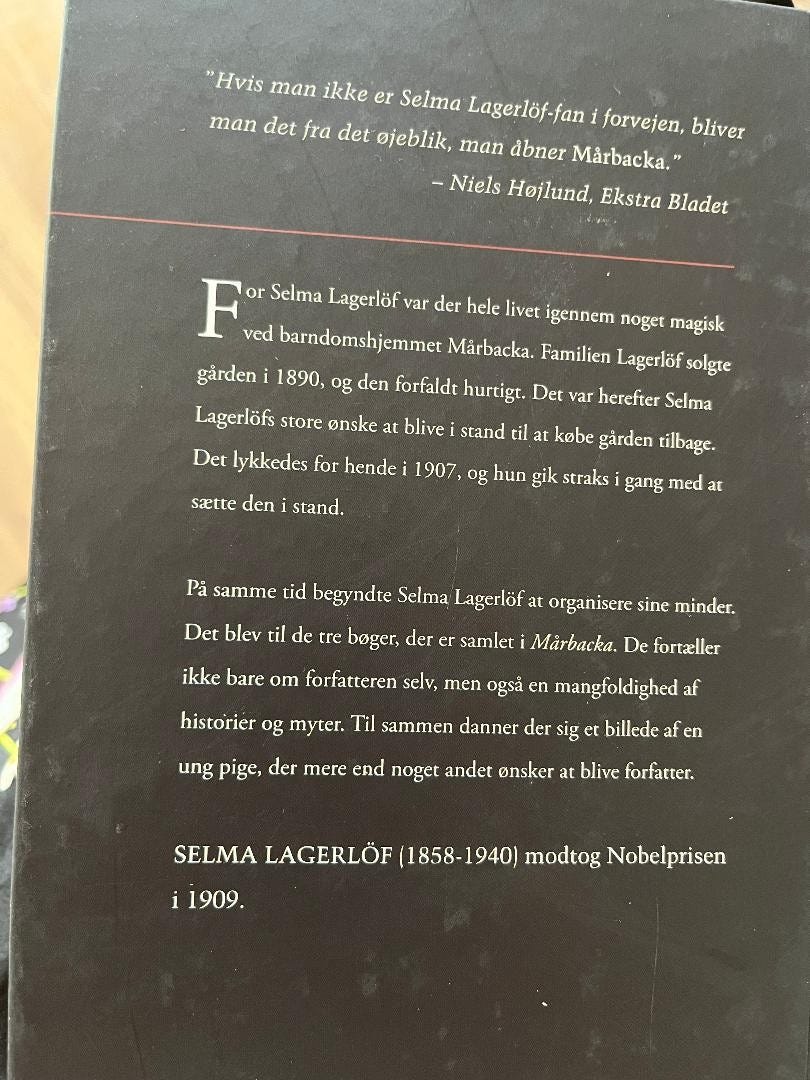 "Hvis man ikke er Selma Lagerlöf-fan i forvejen, bliver
man det fra det øjeblik, man åbner Mårbacka."
– Niels Højlund, Ekstra Bladet
For Selma Lagerlöf var der hele livet igennem noget magisk
ved barndomshjemmet Mårbacka. Familien Lagerlöf solgte
gården i 1890, og den forfaldt hurtigt. Det var herefter Selma
Lagerlöfs store ønske at blive i stand til at købe gården tilbage.
Det lykkedes for hende i 1907, og hun gik straks i gang med at
sætte den i stand.
På samme tid begyndte Selma Lagerlöf at organisere sine minder.
Det blev til de tre bøger, der er samlet i Mårbacka. De fortæller
ikke bare om forfatteren selv, men også en mangfoldighed af
historier og myter. Til sammen danner der sig et billede af en
ung pige, der mere end noget andet ønsker at blive forfatter.
SELMA LAGERLÖF (1858-1940) modtog Nobelprisen
i 1909.